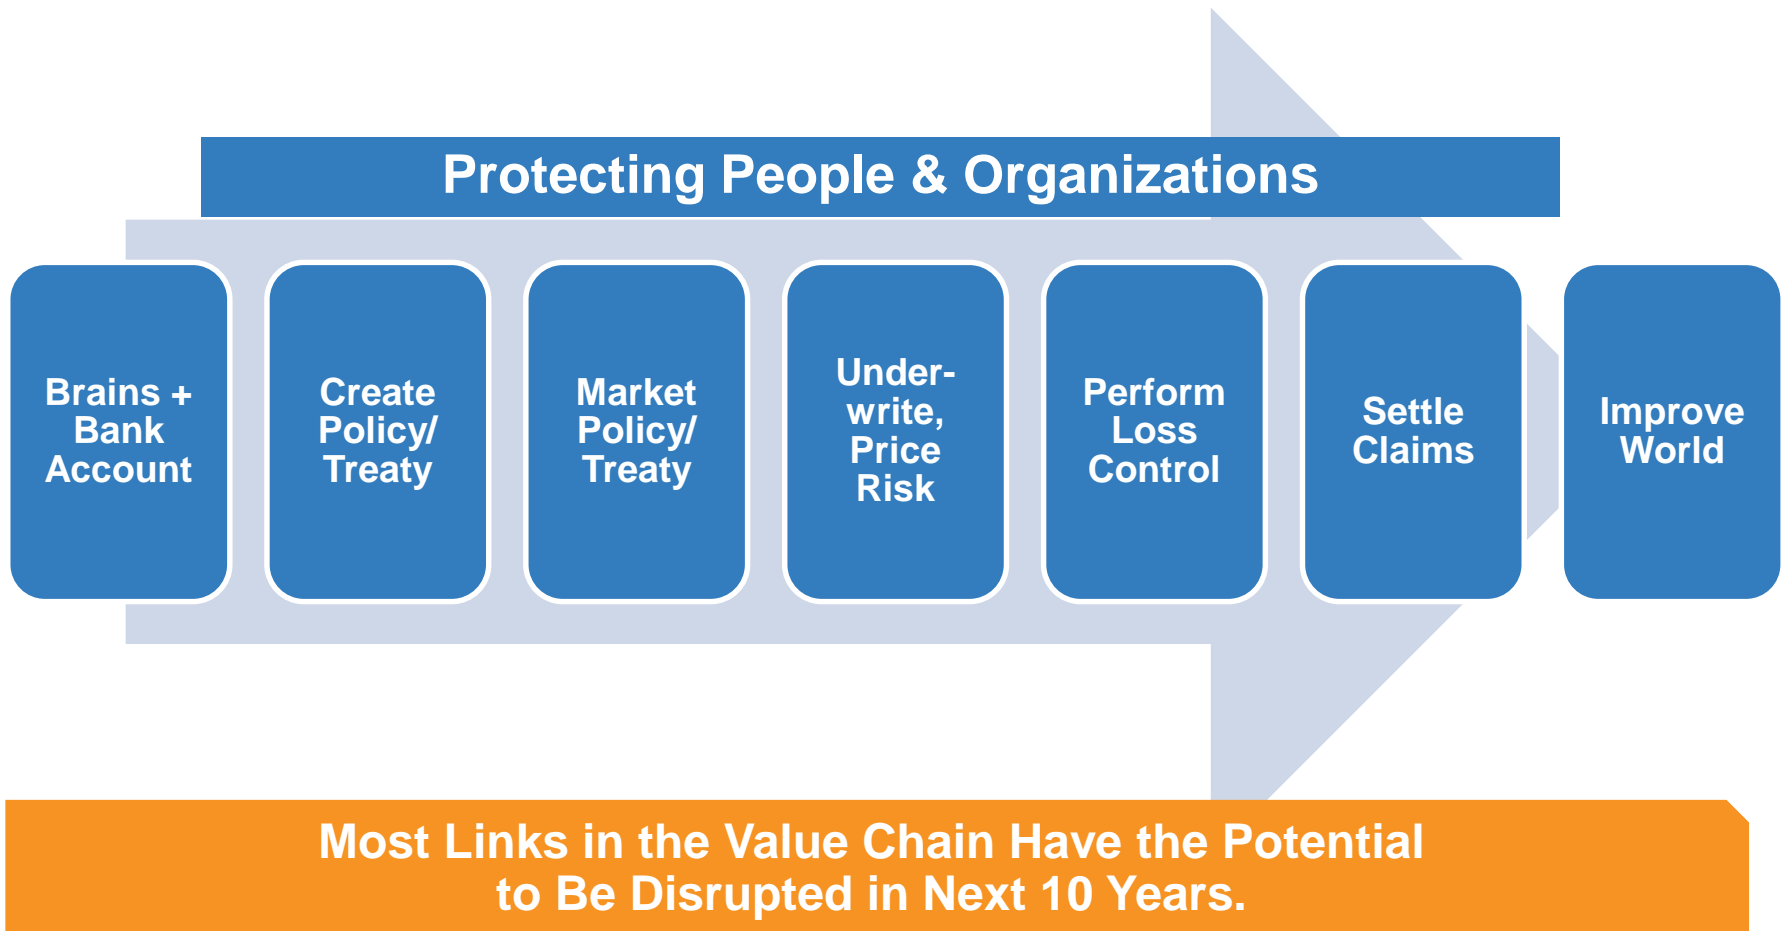 Protecting People & Organizations
Brains +
Bank
Account
Create
Policy/
Treaty
Market
Policy/
Treaty
Under-
write,
Price
Risk
Perform
Loss
Control
Settle
Claims
Improve
World
Most Links in the Value Chain Have the Potential
to Be Disrupted in Next 10 Years.